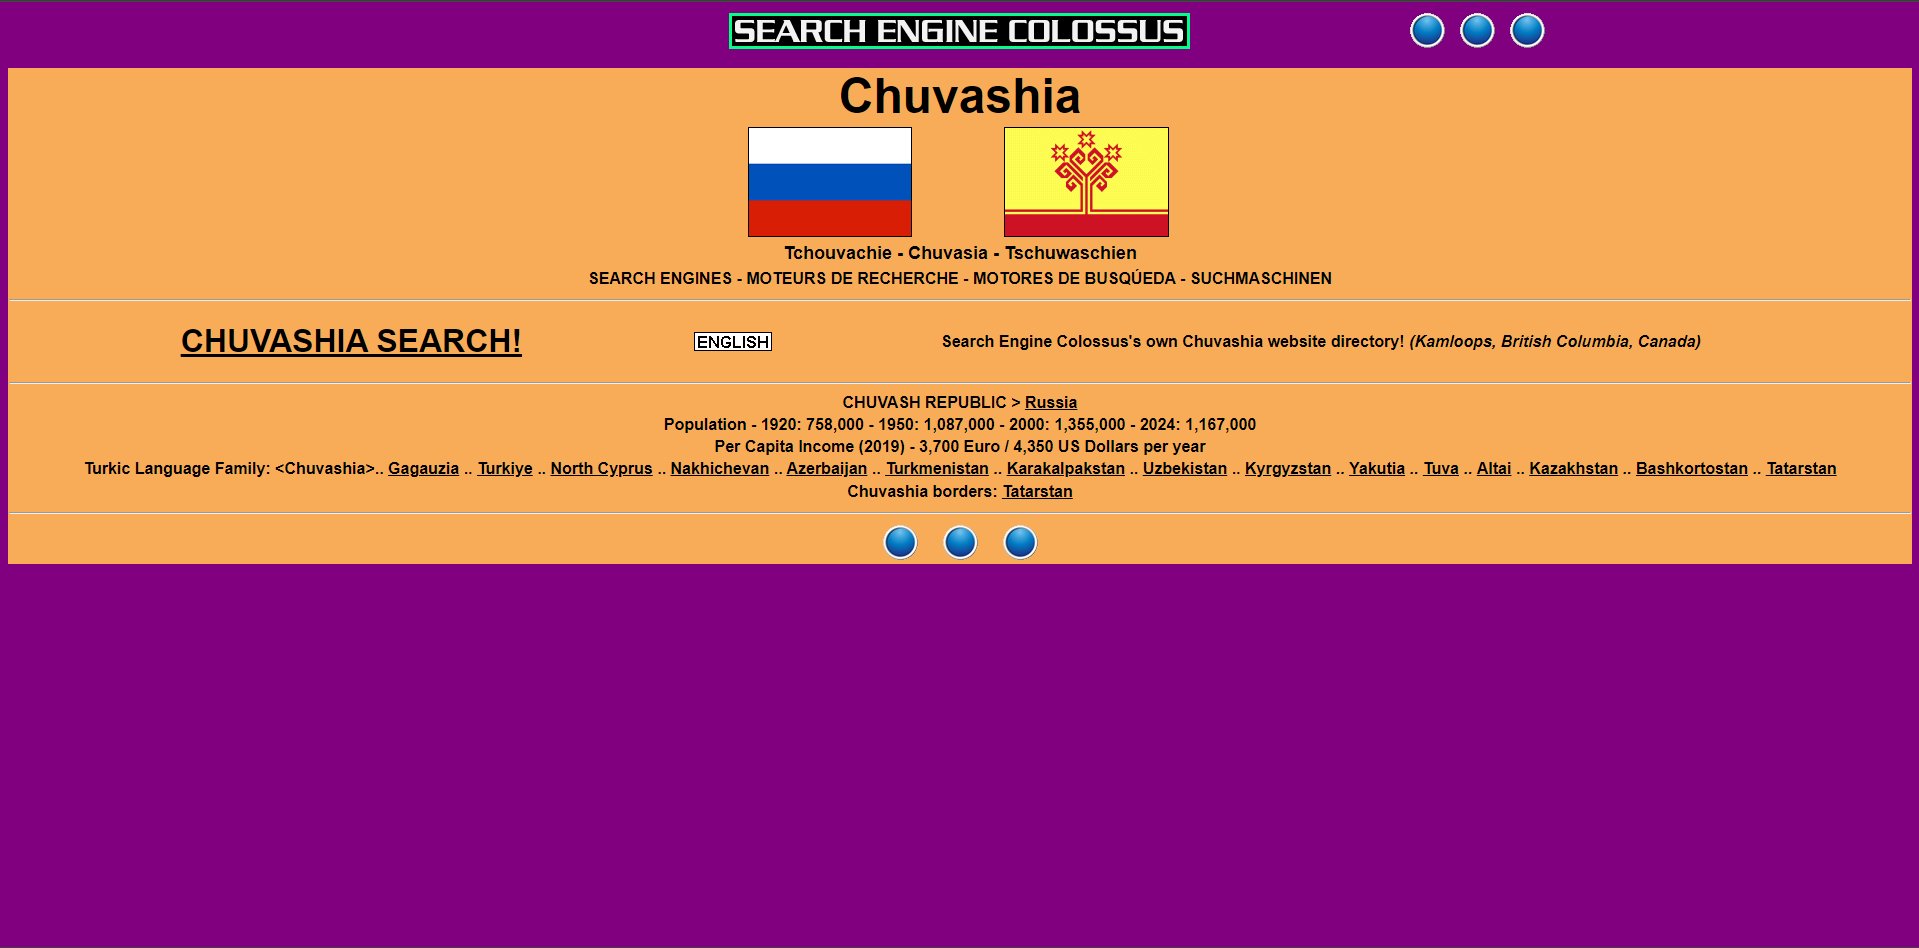 SEARCH ENGINE COLOSSUS
Chuvashia
Tchouvachie - Chuvasia - Tschuwaschien
SEARCH ENGINES - MOTEURS DE RECHERCHE - MOTORES DE BUSQÚEDA - SUCHMASCHINEN
CHUVASHIA SEARCH! ENGLISH Search Engine Colossus's own Chuvashia website directory! (Kamloops, British Columbia, Canada)
CHUVASH REPUBLIC > Russia
Population - 1920: 758,000 - 1950: 1,087,000 - 2000: 1,355,000 - 2024: 1,167,000
Per Capita Income (2019) - 3,700 Euro / 4,350 US Dollars per year
Turkic Language Family: <Chuvashia>.. Gagauzia .. Turkiye .. North Cyprus .. Nakhichevan .. Azerbaijan .. Turkmenistan .. Karakalpakstan .. Uzbekistan .. Kyrgyzstan .. Yakutia .. Tuva .. Altai .. Kazakhstan .. Bashkortostan .. Tatarstan
Chuvashia borders: Tatarstan